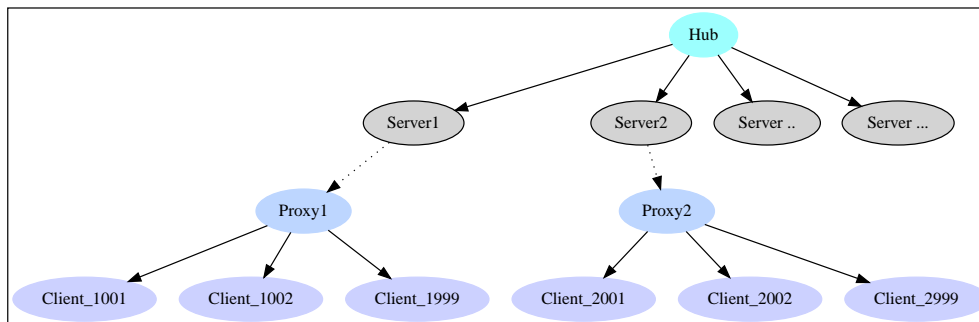 Hub
Server1
Server2
Server ..
Server ...
Proxy1
Proxy2
Client_1001
Client_1002
Client_1999
Client_2001
Client_2002
Client_2999